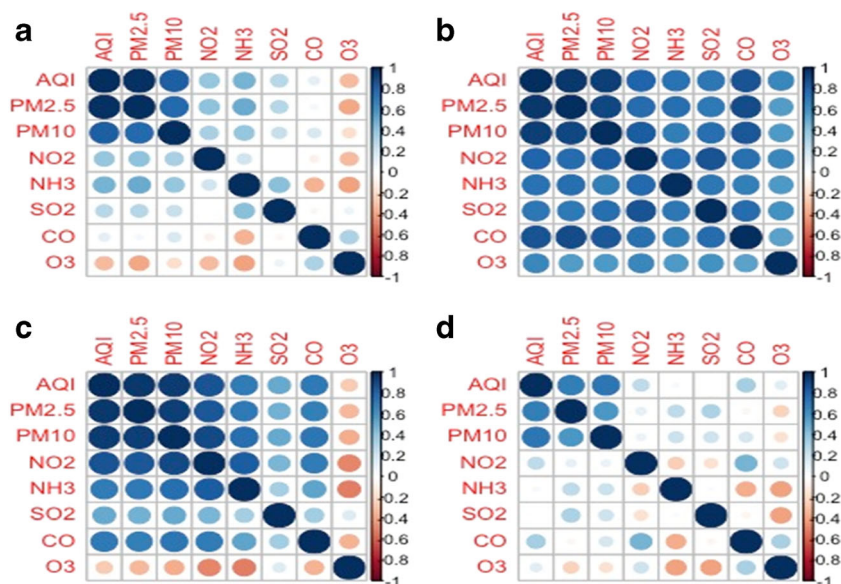 a
AQI PM2.5 PM10 NO2 NH3 SO2 CO O3
AQI
PM2.5
PM10
NO2
NH3
SO2
CO
O3
1
0.8
0.6
0.4
0.2
0
-0.2
-0.4
-0.6
-0.8
-1
b
AQI PM2.5 PM10 NO2 NH3 SO2 CO O3
AQI
PM2.5
PM10
NO2
NH3
SO2
CO
O3
1
0.8
0.6
0.4
0.2
0
-0.2
-0.4
-0.6
-0.8
-1
c
AQI PM2.5 PM10 NO2 NH3 SO2 CO O3
AQI
PM2.5
PM10
NO2
NH3
SO2
CO
O3
1
0.8
0.6
0.4
0.2
0
-0.2
-0.4
-0.6
-0.8
-1
d
AQI PM2.5 PM10 NO2 NH3 SO2 CO O3
AQI
PM2.5
PM10
NO2
NH3
SO2
CO
O3
1
0.8
0.6
0.4
0.2
0
-0.2
-0.4
-0.6
-0.8
-1